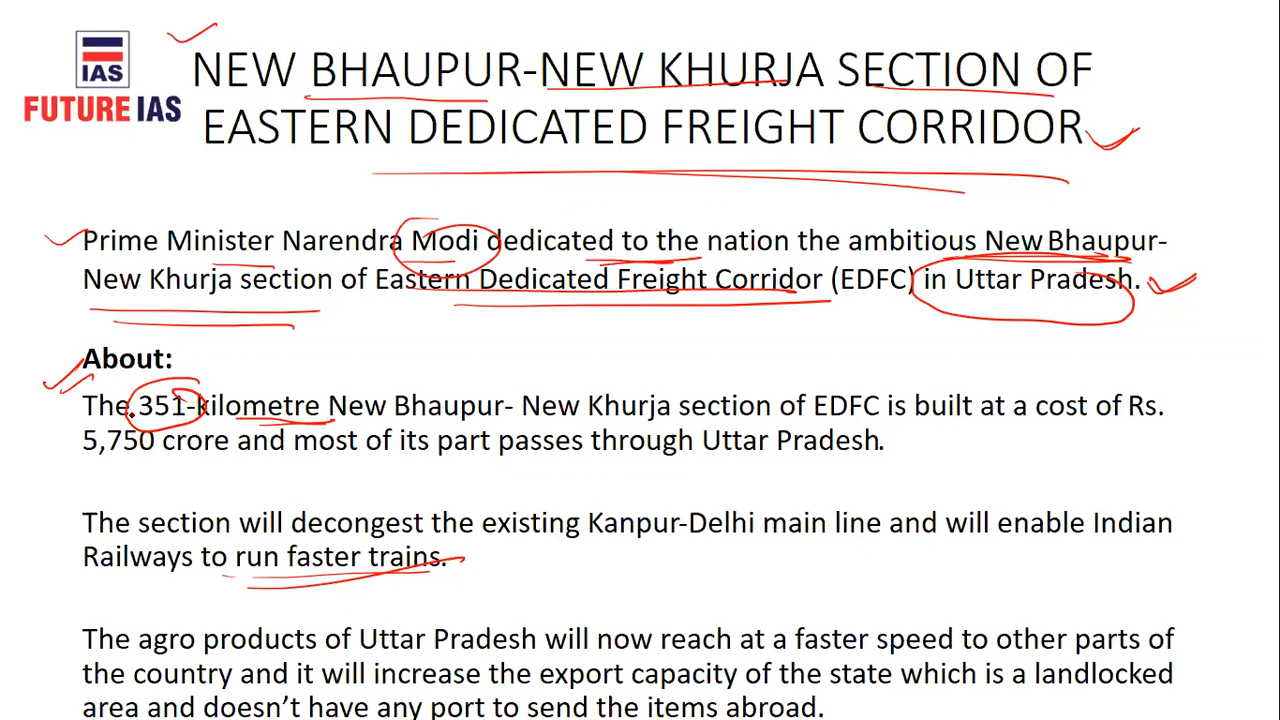 IAS
FUTURE IAS
NEW BHAUPUR-NEW KHURJA SECTION OF
EASTERN DEDICATED FREIGHT CORRIDOR
Prime Minister Narendra Modi dedicated to the nation the ambitious New Bhaupur-
New Khurja section of Eastern Dedicated Freight Corridor (EDFC) in Uttar Pradesh.
About:
The 351-kilometre New Bhaupur- New Khurja section of EDFC is built at a cost of Rs.
5,750 crore and most of its part passes through Uttar Pradesh.
The section will decongest the existing Kanpur-Delhi main line and will enable Indian
Railways to run faster trains.
The agro products of Uttar Pradesh will now reach at a faster speed to other parts of
the country and it will increase the export capacity of the state which is a landlocked
area and doesn’t have any port to send the items abroad.